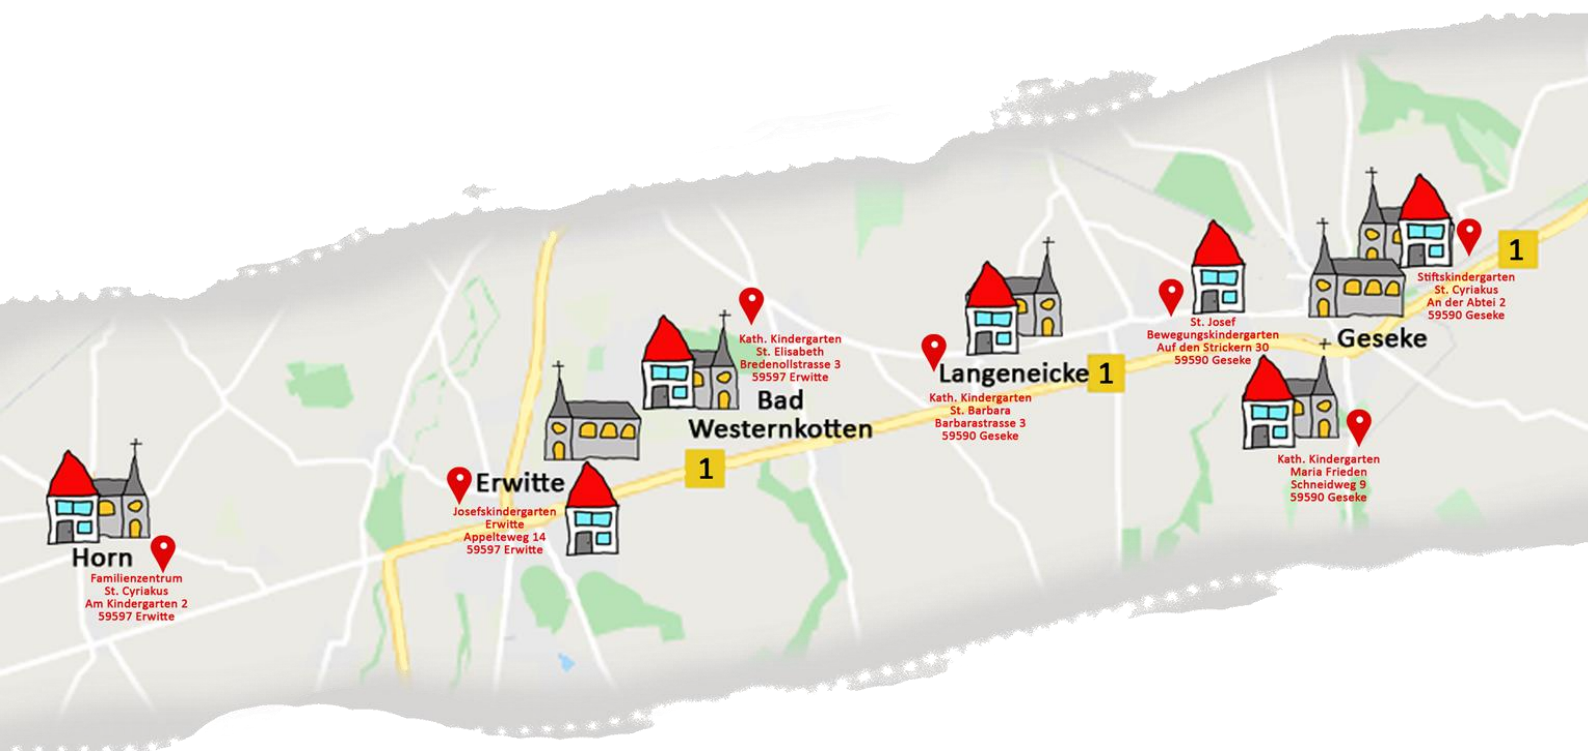 Horn
Familienzentrum
St. Cyriakus
Am Kindergarten 2
59597 Erwitte
Erwitte
Josefskindergarten
Erwitte
Appelteweg 14
59597 Erwitte
1
Kath. Kindergarten
St. Elisabeth
Bredenollstrasse 3
59597 Erwitte
Bad
Westernkotten
Langeneicke
1
Kath. Kindergarten
St. Barbara
Barbarastrasse 3
59590 Geseke
St. Josef
Bewegungskindergarten
Auf den Strickern 30
59590 Geseke
1
Stiftskindergarten
St. Cyriakus
An der Abtei 2
59590 Geseke
Geseke
Kath. Kindergarten
Maria Frieden
Schneidweg 9
59590 Geseke